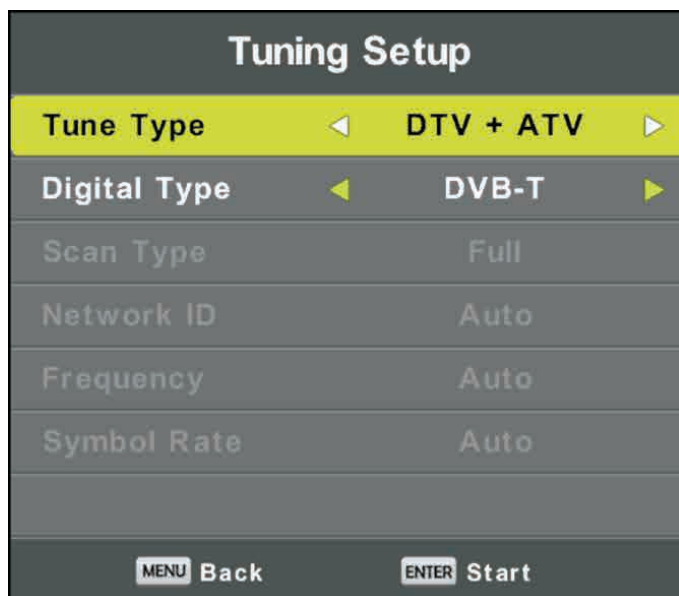 Tuning Setup
Tune Type DTV + ATV
Digital Type DVB-T
Scan Type Full
Network ID Auto
Frequency Auto
Symbol Rate Auto
MENU Back ENTER Start